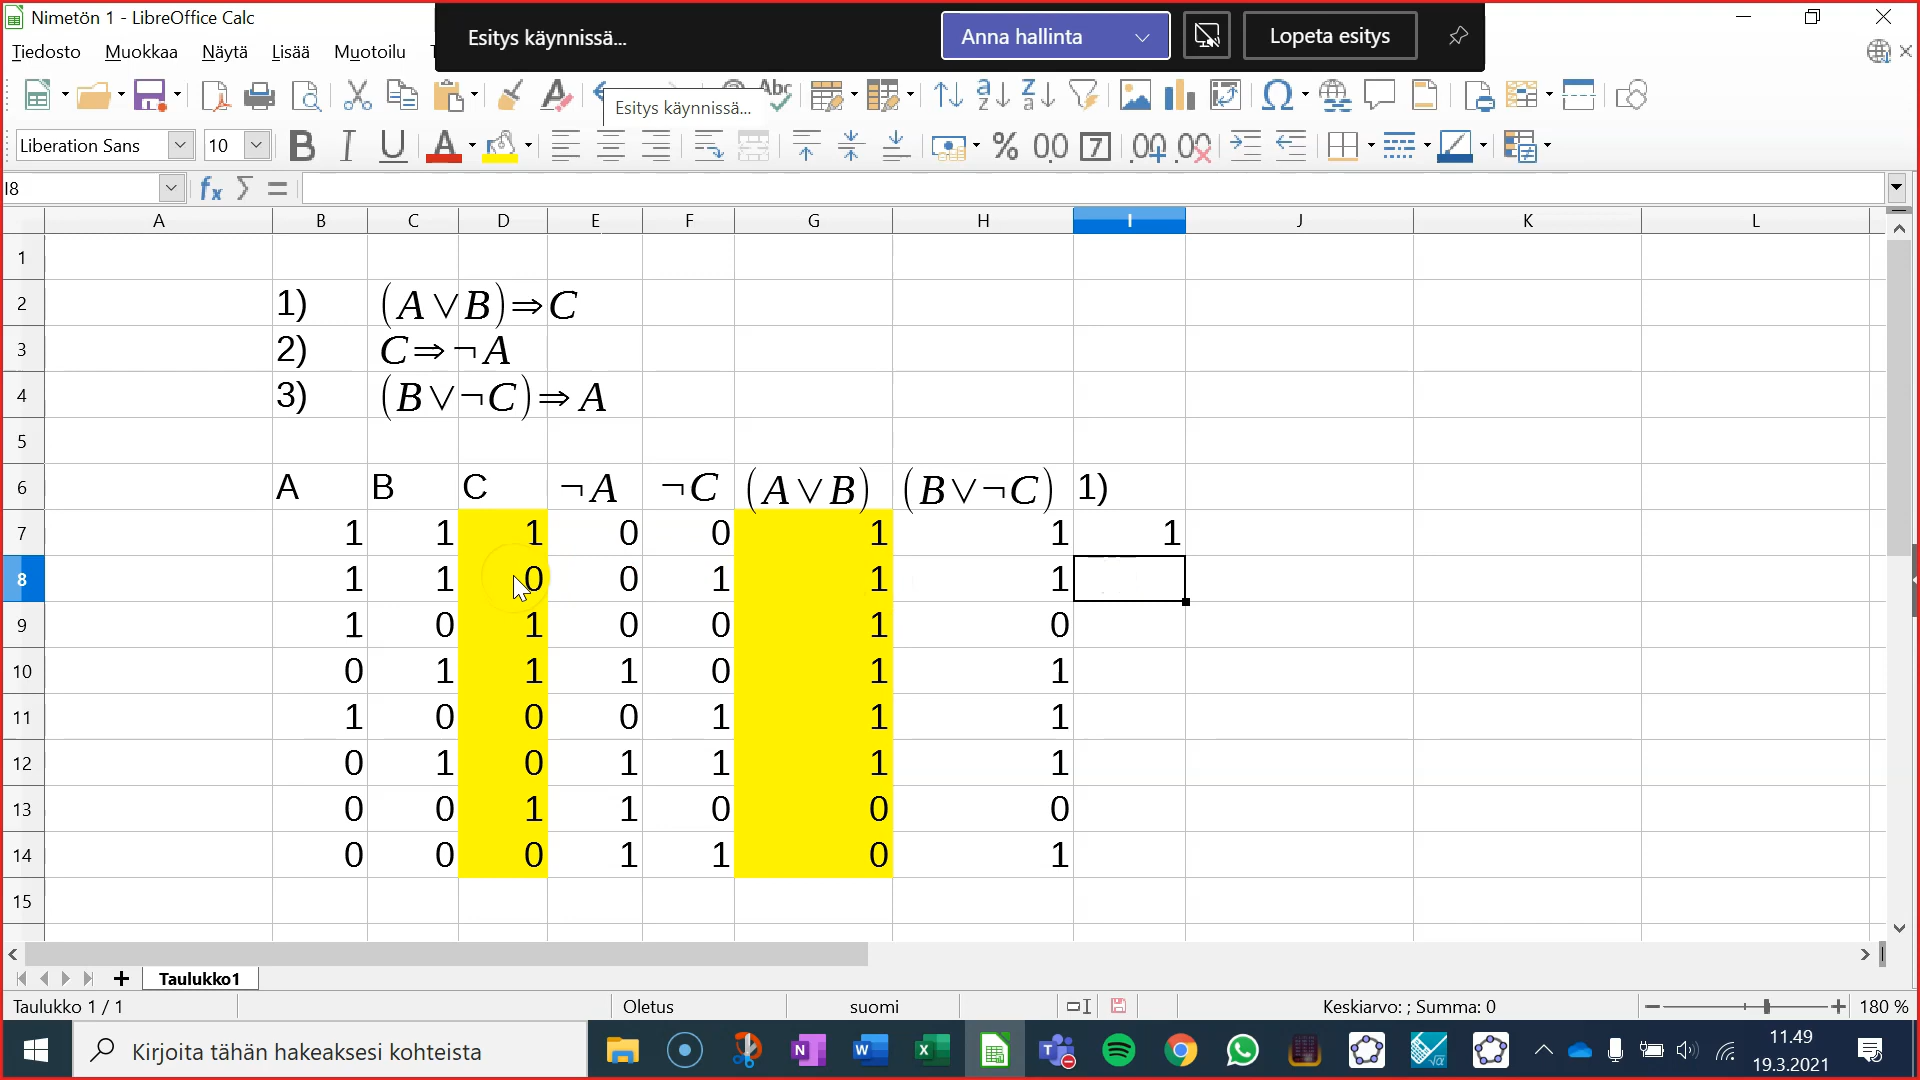 Nimetön 1 - LibreOffice Calc
Esitys käynnissä...
Anna hallinta
Lopeta esitys
Tiedosto Muokkaa Näytä Lisää Muotoilu
Esitys käynnissä...
Liberation Sans 10
I8
A B C D E F G H I J K L
1
2 1) (A∨B)⇒C
3 2) C⇒¬A
4 3) (B∨¬C)⇒A
5
6 A B C ¬A ¬C (A∨B) (B∨¬C) 1)
7 1 1 1 0 0 1 1 1
8 1 1 0 0 1 1 1
9 1 0 1 0 0 1 0
10 0 1 1 1 0 1 1
11 1 0 0 0 1 1 1
12 0 1 0 1 1 1 1
13 0 0 1 1 0 0 0
14 0 0 0 1 1 0 1
15
Taulukko1
Taulukko 1 / 1 Oletus suomi Keskiarvo: ; Summa: 0 180 %
Kirjoita tähän hakeaksesi kohteista
11.49
19.3.2021